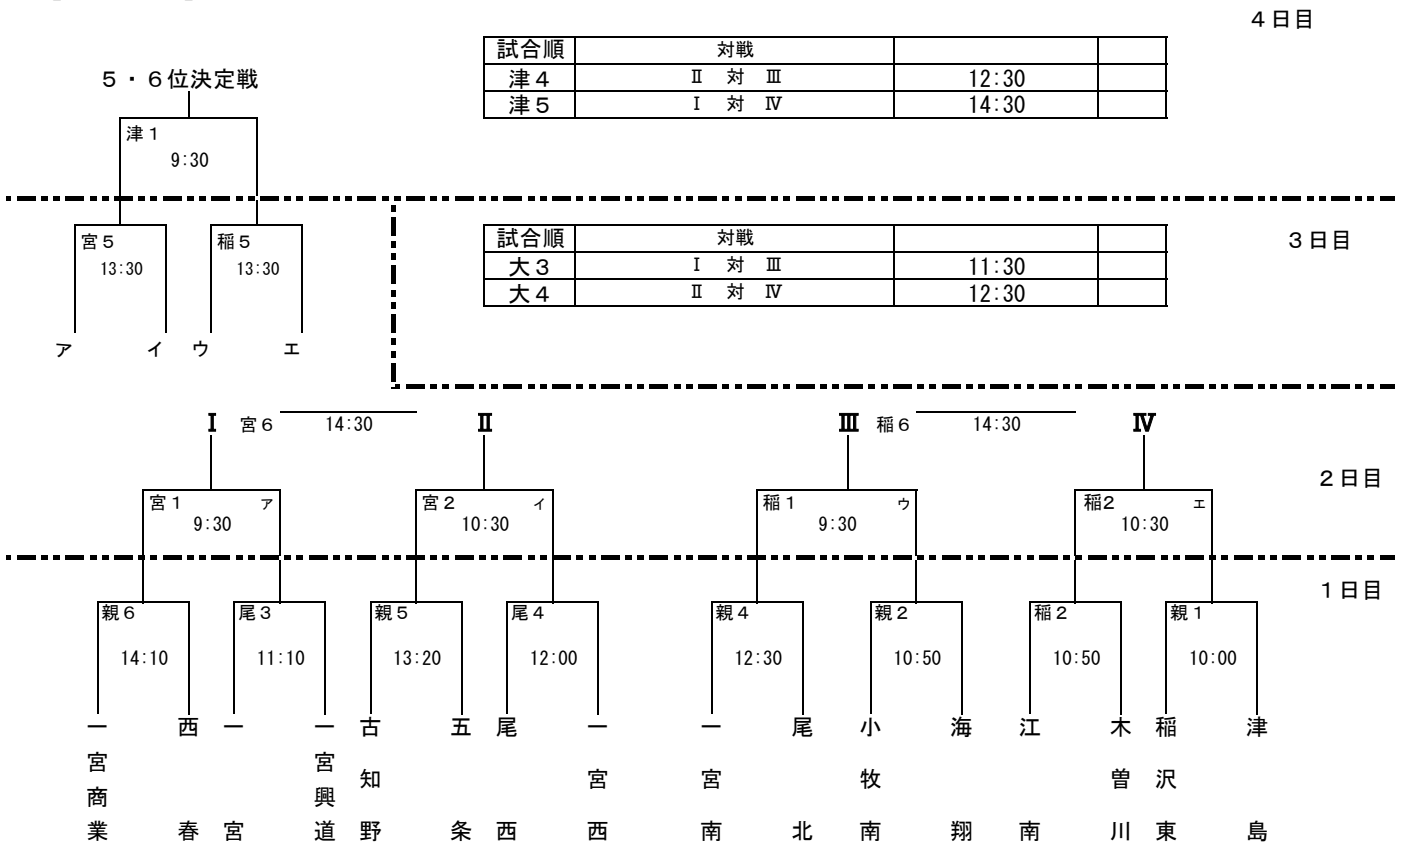 ４日目
試合順 対戦
津４ Ⅱ 対 Ⅲ 12:30
津５ Ⅰ 対 Ⅳ 14:30
５・６位決定戦
津１
9:30
３日目
試合順 対戦
大３ Ⅰ 対 Ⅲ 11:30
大４ Ⅱ 対 Ⅳ 12:30
宮５ 稲５
13:30 13:30
ア イ ウ エ
Ⅰ 宮６ 14:30 Ⅱ Ⅲ 稲６ 14:30 Ⅳ
２日目
宮１ ア 宮２ イ 稲１ ウ 稲2 エ
9:30 10:30 9:30 10:30
１日目
親６ 尾３ 親５ 尾４ 親４ 親２ 稲２ 親１
14:10 11:10 13:20 12:00 12:30 10:50 10:50 10:00
一宮商業
西春
一宮
一宮興道
古知野
五条
尾西
一宮西
一宮南
尾北
小牧南
海翔
江南
木曽川
稲沢東
津島